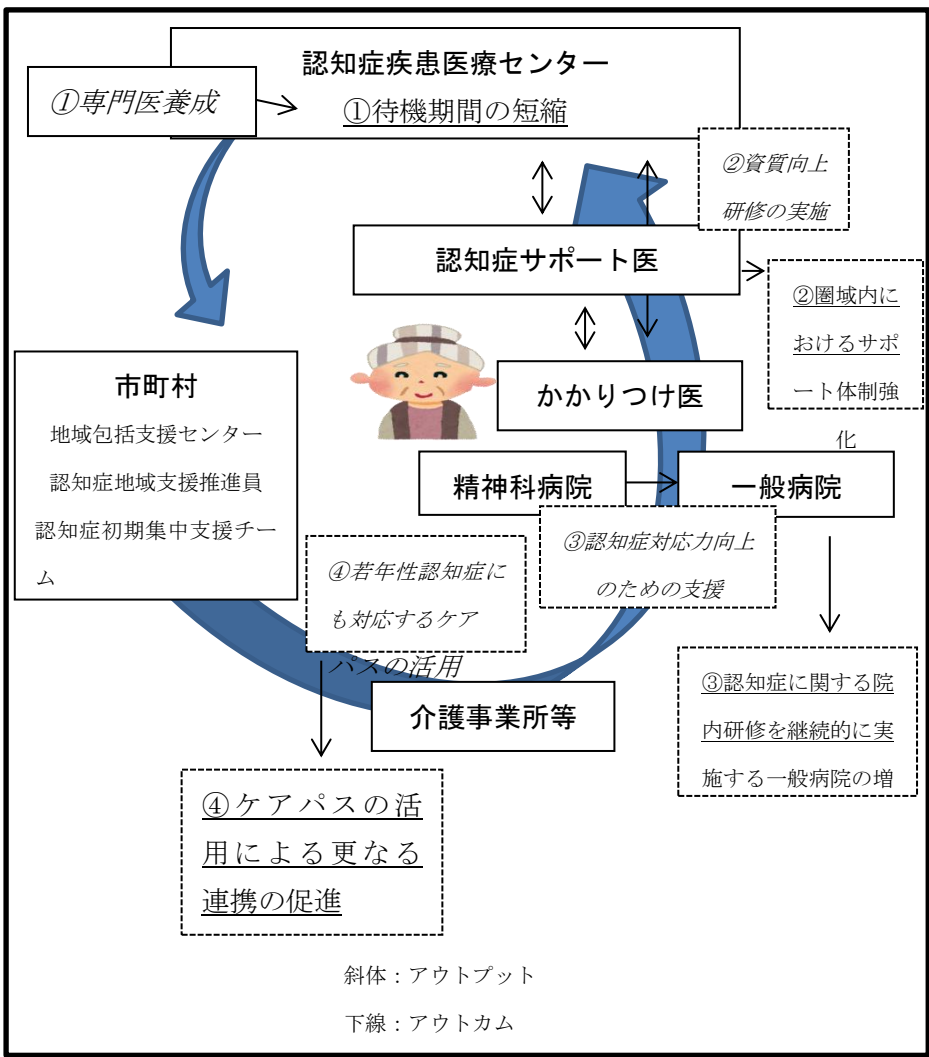 認知症疾患医療センター
①専門医養成
①待機期間の短縮
②資質向上
研修の実施
認知症サポート医
②圏域内に
おけるサポ
ート体制強
化
かかりつけ医
市町村
地域包括支援センター
認知症地域支援推進員
認知症初期集中支援チー
ム
精神科病院
一般病院
③認知症対応力向上
のための支援
④若年性認知症に
も対応するケア
パスの活用
③認知症に関する院
内研修を継続的に実
施する一般病院の増
介護事業所等
④ケアパスの活
用による更なる
連携の促進
斜体：アウトプット
下線：アウトカム